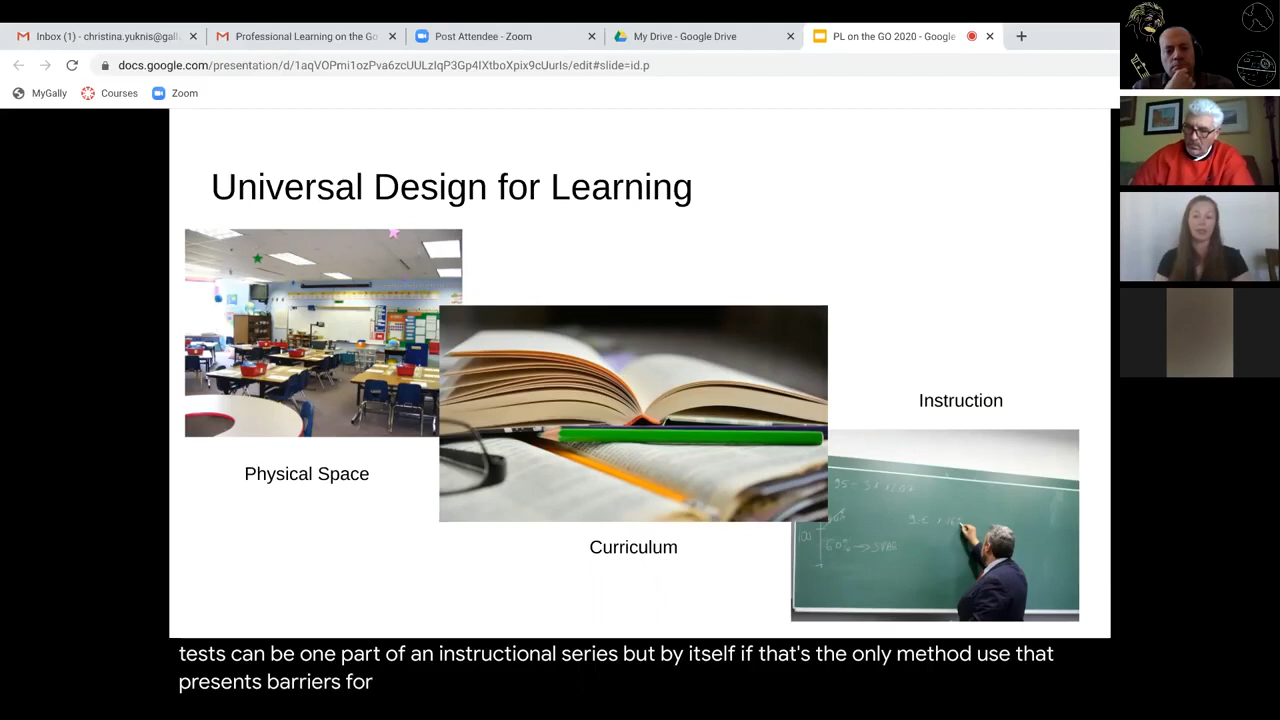 Inbox (1) - christina.yuknis@gall
Professional Learning on the Go
Post Attendee - Zoom
My Drive - Google Drive
PL on the GO 2020 - Google
docs.google.com/presentation/d/1aqVOPmi1ozPva6zcUULzIqP3Gp4IXtboXpix9cUurIs/edit#slide=id.p
MyGally
Courses
Zoom
Universal Design for Learning
Instruction
Physical Space
Curriculum
tests can be one part of an instructional series but by itself if that's the only method use that
presents barriers for